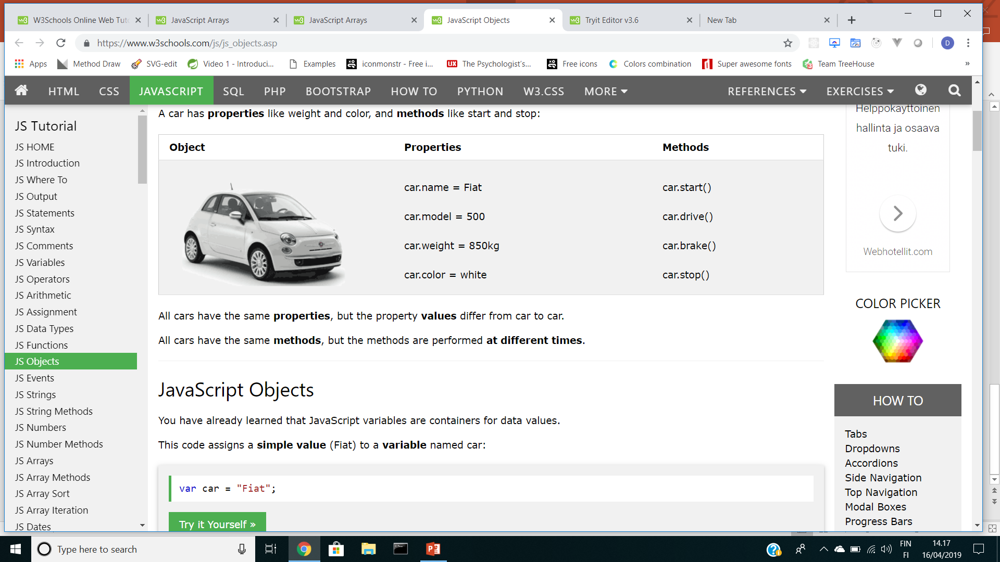 W3Schools Online Web Tut
JavaScript Arrays
JavaScript Arrays
JavaScript Objects
Tryit Editor v3.6
New Tab
https://www.w3schools.com/js/js_objects.asp
D
Apps
Method Draw
SVG-edit
Video 1 - Introduci...
Examples
iconmonstr - Free i...
UX The Psychologist's...
Free icons
Colors combination
Super awesome fonts
Team TreeHouse
»
HTML
CSS
JAVASCRIPT
SQL
PHP
BOOTSTRAP
HOW TO
PYTHON
W3.CSS
MORE
REFERENCES
EXERCISES
JS Tutorial
JS HOME
JS Introduction
JS Where To
JS Output
JS Statements
JS Syntax
JS Comments
JS Variables
JS Operators
JS Arithmetic
JS Assignment
JS Data Types
JS Functions
JS Objects
JS Events
JS Strings
JS String Methods
JS Numbers
JS Number Methods
JS Arrays
JS Array Methods
JS Array Sort
JS Array Iteration
JS Dates
A car has properties like weight and color, and methods like start and stop:
Object Properties Methods
car.name = Fiat car.start()
car.model = 500 car.drive()
car.weight = 850kg car.brake()
car.color = white car.stop()
All cars have the same properties, but the property values differ from car to car.
All cars have the same methods, but the methods are performed at different times.
JavaScript Objects
You have already learned that JavaScript variables are containers for data values.
This code assigns a simple value (Fiat) to a variable named car:
var car = "Fiat";
Try it Yourself »
Helppokäyttöinen
hallinta ja osaava
tuki.
Webhotellit.com
COLOR PICKER
HOW TO
Tabs
Dropdowns
Accordions
Side Navigation
Top Navigation
Modal Boxes
Progress Bars
Type here to search
FIN
FI
14.17
16/04/2019